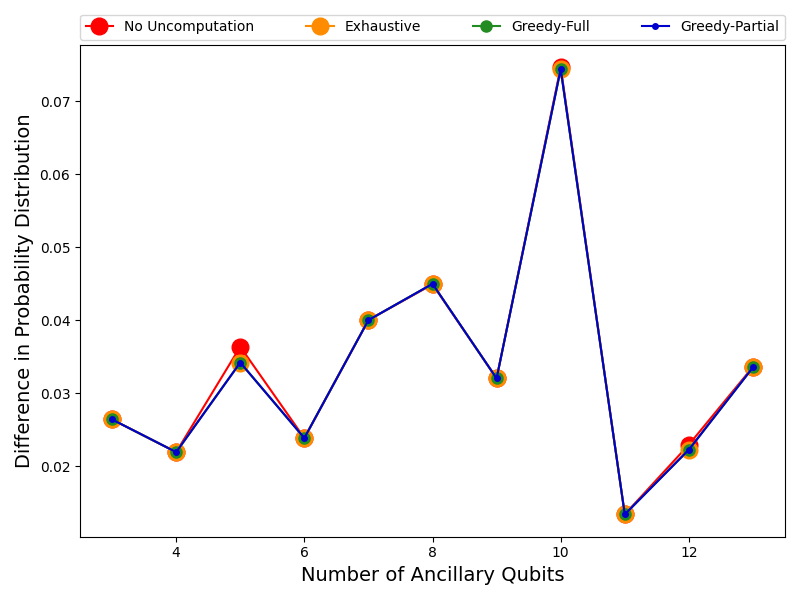 No Uncomputation Exhaustive Greedy-Full Greedy-Partial
0.07
0.06
0.05
0.04
0.03
0.02
Difference in Probability Distribution
4 6 8 10 12
Number of Ancillary Qubits